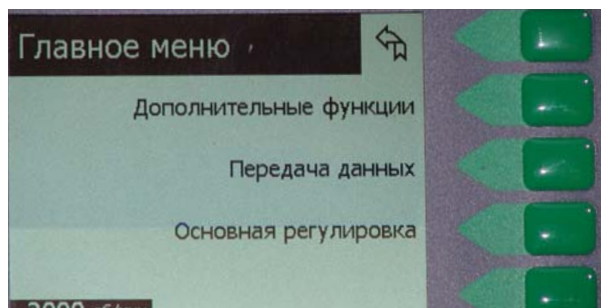 Главное меню
Дополнительные функции
Передача данных
Основная регулировка